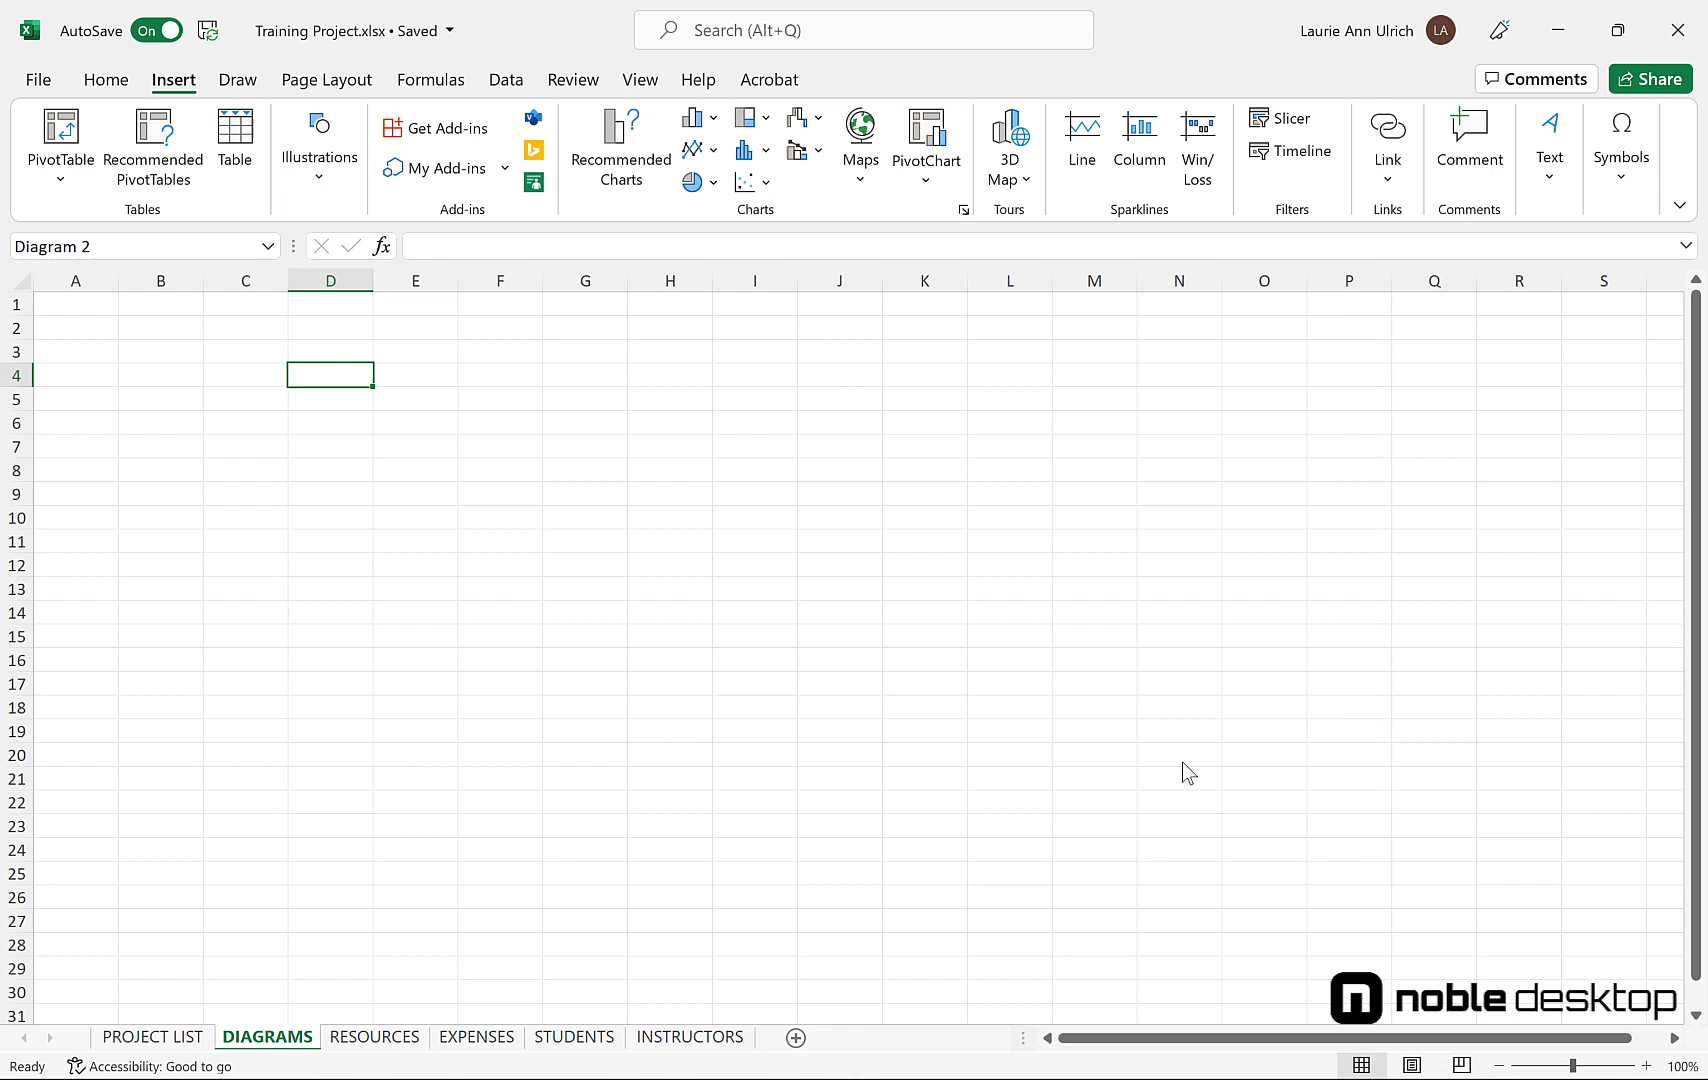 AutoSave On Training Project.xlsx • Saved Search (Alt+Q) Laurie Ann Ulrich LA
File Home Insert Draw Page Layout Formulas Data Review View Help Acrobat Comments Share
PivotTable
Recommended
PivotTables
Table
Tables
Illustrations
Get Add-ins
My Add-ins
Add-ins
Recommended
Charts
Maps
PivotChart
Charts
3D
Map
Tours
Line
Column
Win/
Loss
Sparklines
Slicer
Timeline
Filters
Link
Links
Comment
Comments
Text
Symbols
Diagram 2 fx
A B C D E F G H I J K L M N O P Q R S
1
2
3
4
5
6
7
8
9
10
11
12
13
14
15
16
17
18
19
20
21
22
23
24
25
26
27
28
29
30
31
noble desktop
PROJECT LIST DIAGRAMS RESOURCES EXPENSES STUDENTS INSTRUCTORS
Ready Accessibility: Good to go 100%